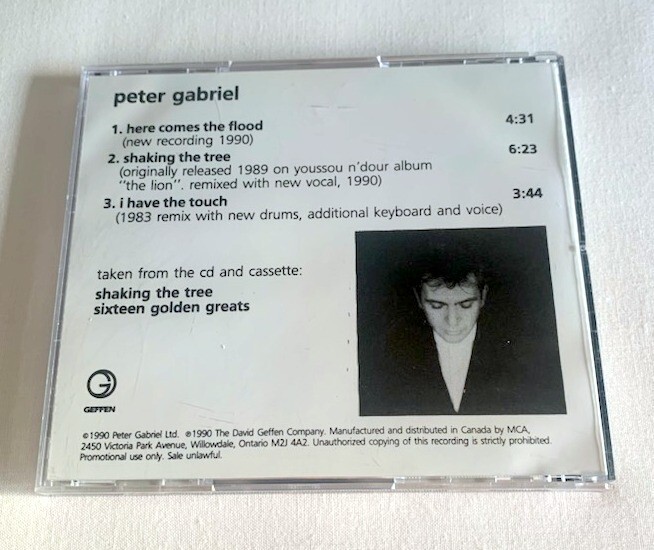 peter gabriel
1. here comes the flood 4:31
(new recording 1990)
2. shaking the tree 6:23
(originally released 1989 on youssou n'dour album
"the lion". remixed with new vocal, 1990)
3. i have the touch 3:44
(1983 remix with new drums, additional keyboard and voice)
taken from the cd and cassette:
shaking the tree
sixteen golden greats
G
GEFFEN
©1990 Peter Gabriel Ltd. ℗1990 The David Geffen Company. Manufactured and distributed in Canada by MCA,
2450 Victoria Park Avenue, Willowdale, Ontario M2J 4A2. Unauthorized copying of this recording is strictly prohibited.
Promotional use only. Sale unlawful.